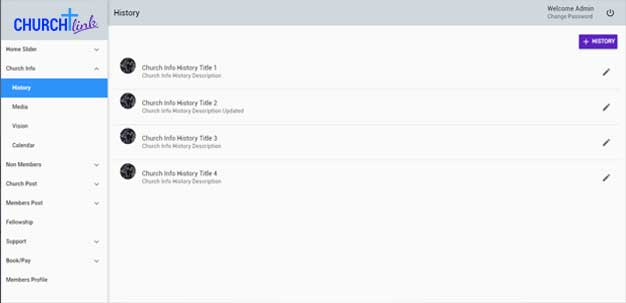 CHURCH link
History
Welcome Admin
Change Password
+ HISTORY
Home Slider
Church Info
History
Media
Vision
Calendar
Non Members
Church Post
Members Post
Fellowship
Support
Book/Pay
Members Profile
Church Info History Title 1
Church Info History Description
Church Info History Title 2
Church Info History Description Updated
Church Info History Title 3
Church Info History Description
Church Info History Title 4
Church Info History Description